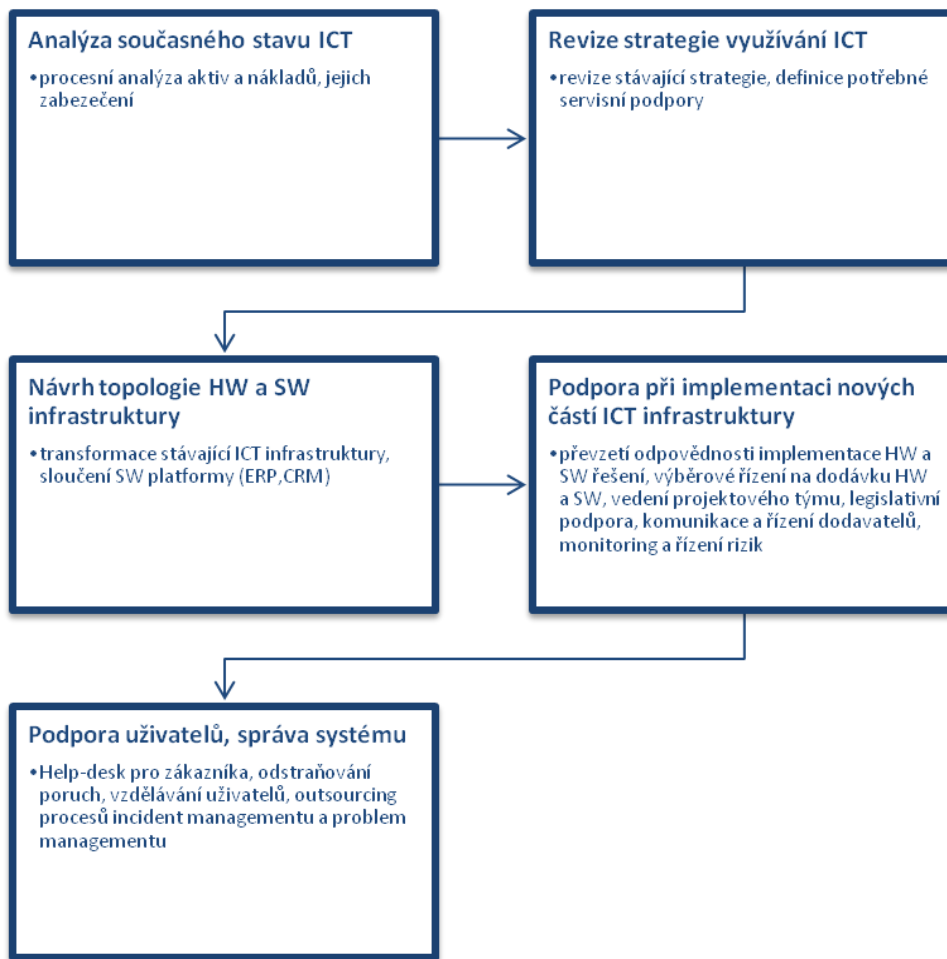 Analýza současného stavu ICT
•procesní analýza aktiv a nákladů, jejich
zabezečení
Revize strategie využívání ICT
•revize stávající strategie, definice potřebné
servisní podpory
Návrh topologie HW a SW
infrastruktury
•transformace stávající ICT infrastruktury,
sloučení SW platformy (ERP,CRM)
Podpora při implementaci nových
částí ICT infrastruktury
•převzetí odpovědnosti implementace HW a
SW řešení, výběrové řízení na dodávku HW
a SW, vedení projektového týmu, legislativní
podpora, komunikace a řízení dodavatelů,
monitoring a řízení rizik
Podpora uživatelů, správa systému
•Help-desk pro zákazníka, odstraňování
poruch, vzdělávání uživatelů, outsourcing
procesů incident managementu a problem
managementu